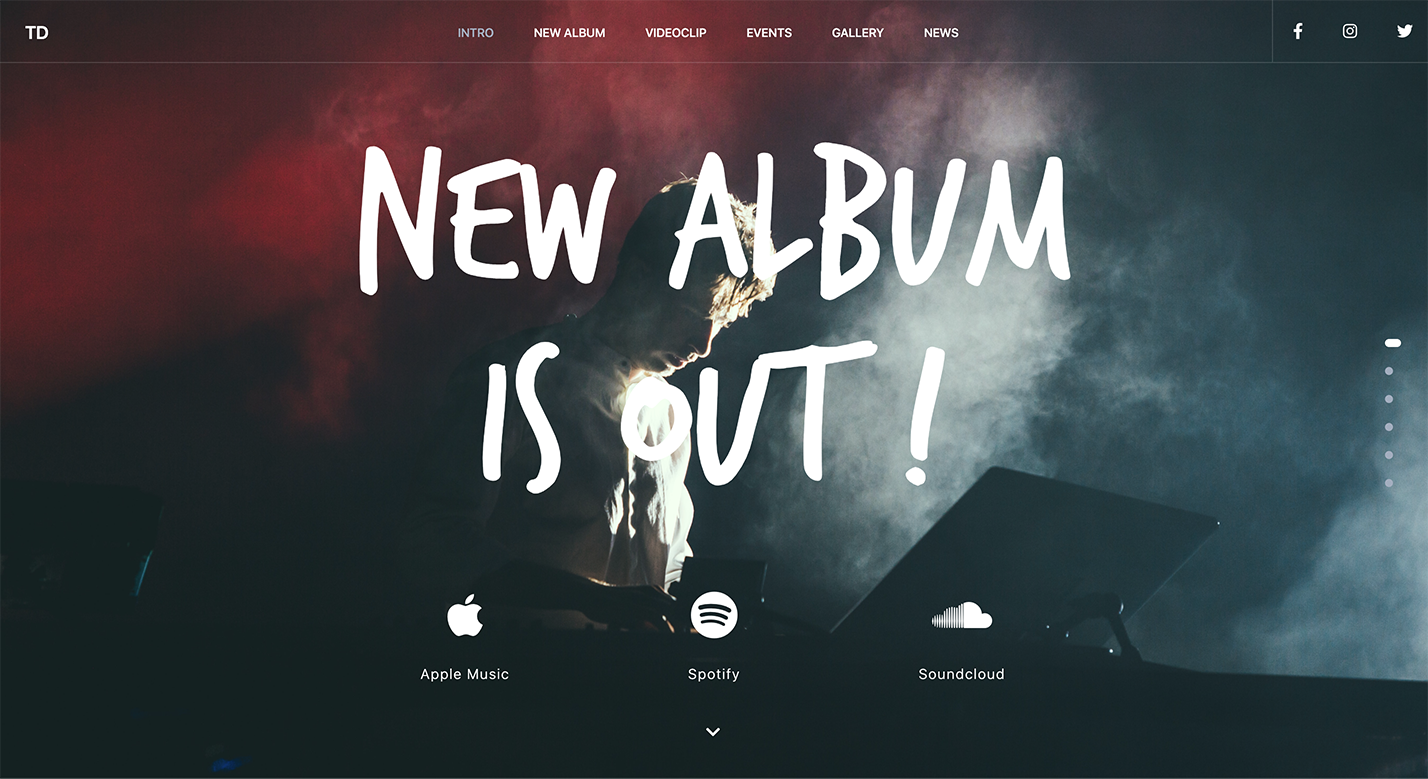 TD
INTRO NEW ALBUM VIDEOCLIP EVENTS GALLERY NEWS
NEW ALBUM
IS OUT !
Apple Music Spotify Soundcloud